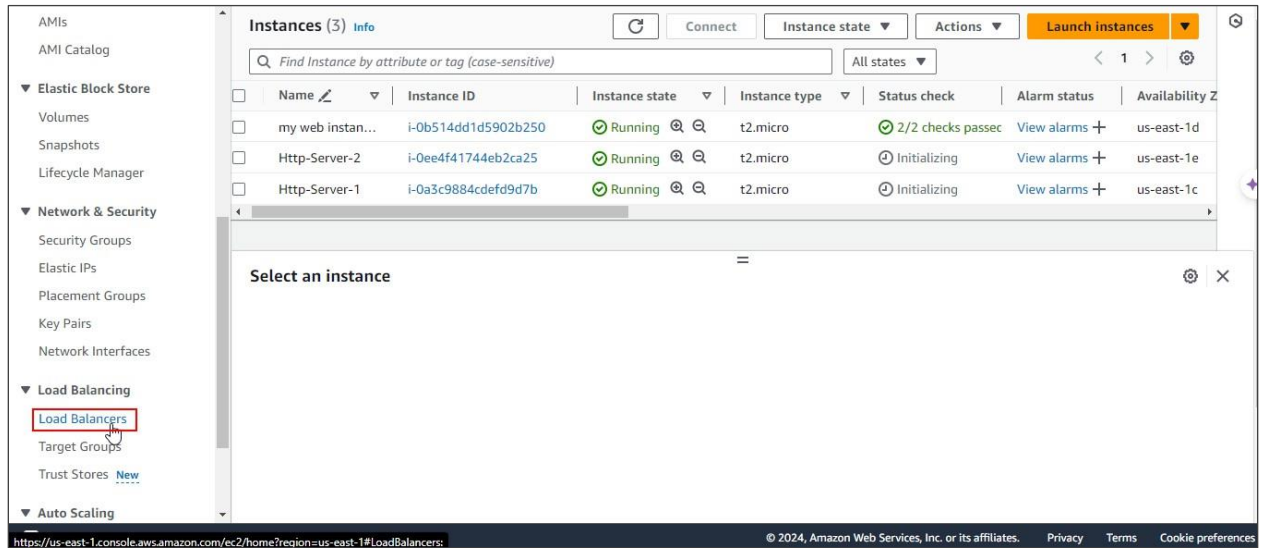 AMIs
AMI Catalog
Elastic Block Store
Volumes
Snapshots
Lifecycle Manager
Network & Security
Security Groups
Elastic IPs
Placement Groups
Key Pairs
Network Interfaces
Load Balancing
Load Balancers
Target Groups
Trust Stores New
Auto Scaling
Instances (3) Info
Connect Instance state Actions Launch instances
Find Instance by attribute or tag (case-sensitive) All states 1
Name Instance ID Instance state Instance type Status check Alarm status Availability Z
my web instan... i-0b514dd1d5902b250 Running t2.micro 2/2 checks passec View alarms + us-east-1d
Http-Server-2 i-0ee4f41744eb2ca25 Running t2.micro Initializing View alarms + us-east-1e
Http-Server-1 i-0a3c9884cdefd9d7b Running t2.micro Initializing View alarms + us-east-1c
Select an instance
https://us-east-1.console.aws.amazon.com/ec2/home?region=us-east-1#LoadBalancers:
© 2024, Amazon Web Services, Inc. or its affiliates. Privacy Terms Cookie preferences